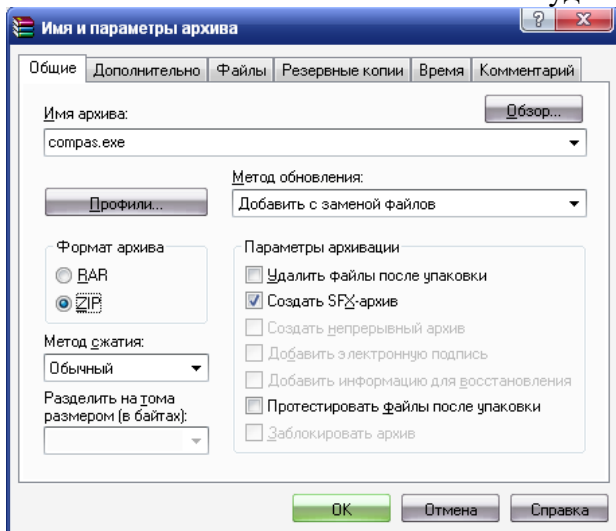 Имя и параметры архива
Общие Дополнительно Файлы Резервные копии Время Комментарий
Имя архива:
Обзор...
compas.exe
Метод обновления:
Профили...
Добавить с заменой файлов
Формат архива
RAR
ZIP
Метод сжатия:
Обычный
Разделить на тома
размером (в байтах):
Параметры архивации
Удалить файлы после упаковки
Создать SFX-архив
Создать непрерывный архив
Добавить электронную подпись
Добавить информацию для восстановления
Протестировать файлы после упаковки
Заблокировать архив
OK Отмена Справка